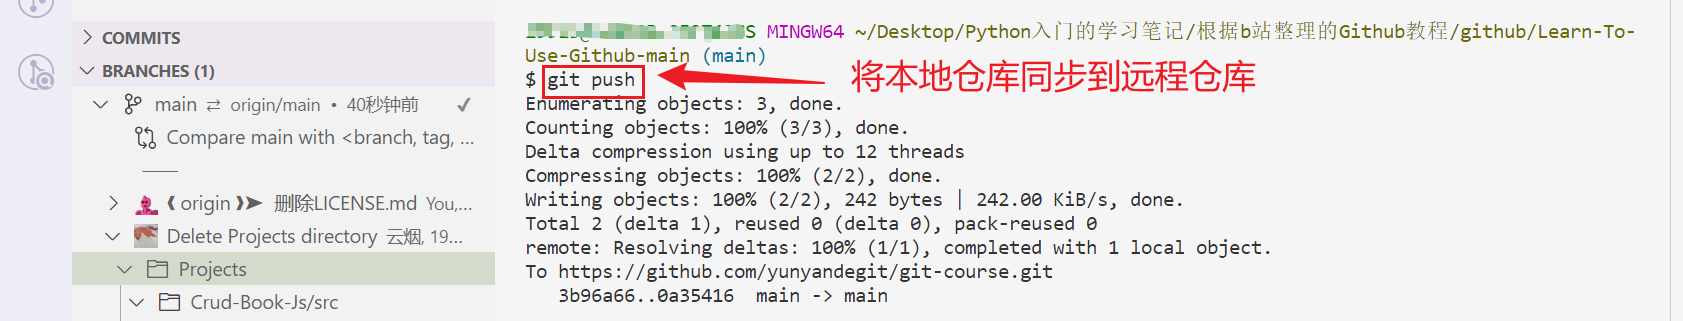 COMMITS
BRANCHES (1)
main ⇄ origin/main • 40秒钟前 ✓
Compare main with <branch, tag, ...
origin 删除LICENSE.md You,...
Delete Projects directory 云烟, 19...
Projects
Crud-Book-Js/src
MINGW64 ~/Desktop/Python入门的学习笔记/根据b站整理的Github教程/github/Learn-To-
Use-Github-main (main)
$ git push
将本地仓库同步到远程仓库
Enumerating objects: 3, done.
Counting objects: 100% (3/3), done.
Delta compression using up to 12 threads
Compressing objects: 100% (2/2), done.
Writing objects: 100% (2/2), 242 bytes | 242.00 KiB/s, done.
Total 2 (delta 1), reused 0 (delta 0), pack-reused 0
remote: Resolving deltas: 100% (1/1), completed with 1 local object.
To https://github.com/yunyandegit/git-course.git
3b96a66..0a35416 main -> main